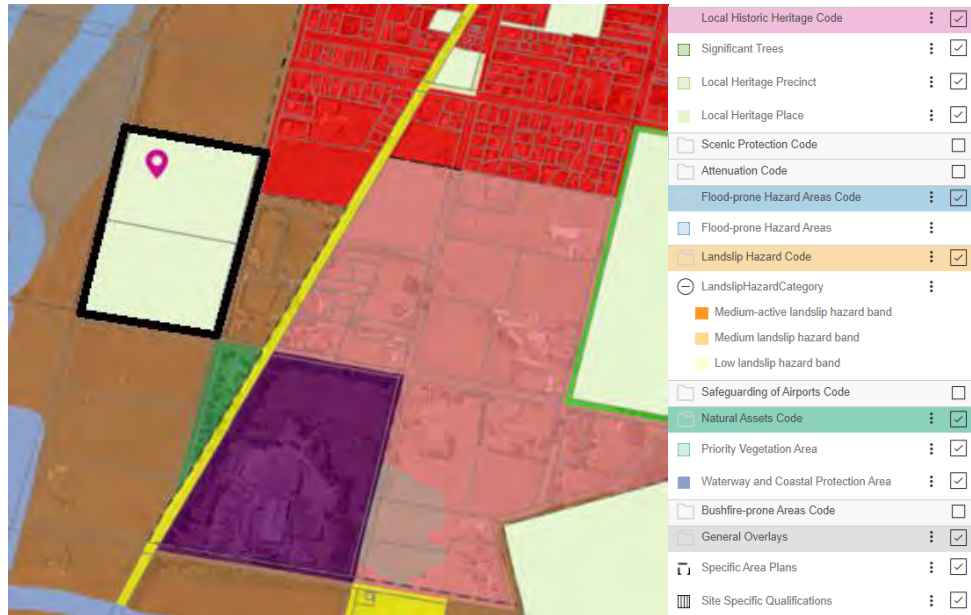 Local Historic Heritage Code
Significant Trees
Local Heritage Precinct
Local Heritage Place
Scenic Protection Code
Attenuation Code
Flood-prone Hazard Areas Code
Flood-prone Hazard Areas
Landslip Hazard Code
LandslipHazardCategory
Medium-active landslip hazard band
Medium landslip hazard band
Low landslip hazard band
Safeguarding of Airports Code
Natural Assets Code
Priority Vegetation Area
Waterway and Coastal Protection Area
Bushfire-prone Areas Code
General Overlays
Specific Area Plans
Site Specific Qualifications